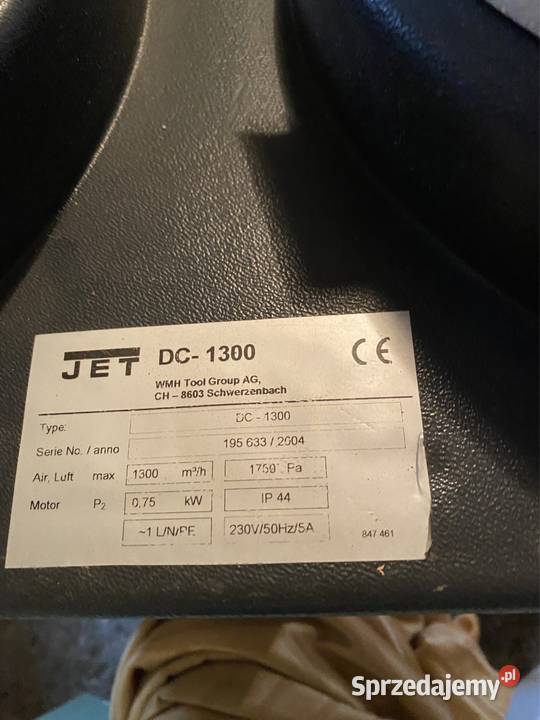 JET DC- 1300 CE
WMH Tool Group AG,
CH – 8603 Schwerzenbach
Type: DC - 1300
Serie No. / anno 195 633 / 2004
Air, Luft max 1300 m³/h Pa
Motor P2 0,75 kW IP 44
~1 L/N/PE 230V/50Hz/5A 847 461
Sprzedajemy.pl